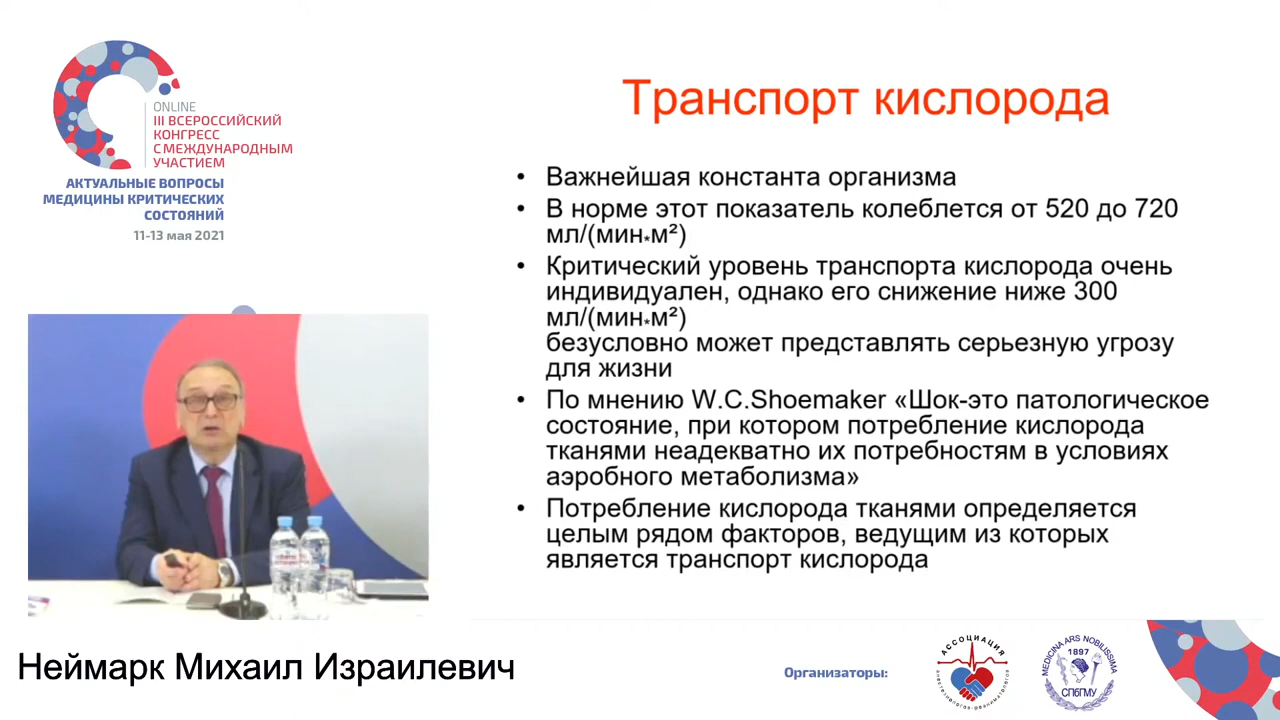 ONLINE
III ВСЕРОССИЙСКИЙ
КОНГРЕСС
С МЕЖДУНАРОДНЫМ
УЧАСТИЕМ
АКТУАЛЬНЫЕ ВОПРОСЫ
МЕДИЦИНЫ КРИТИЧЕСКИХ
СОСТОЯНИЙ
11-13 мая 2021
Транспорт кислорода
• Важнейшая константа организма
• В норме этот показатель колеблется от 520 до 720
мл/(мин*м²)
• Критический уровень транспорта кислорода очень
индивидуален, однако его снижение ниже 300
мл/(мин*м²)
безусловно может представлять серьезную угрозу
для жизни
• По мнению W.C.Shoemaker «Шок-это патологическое
состояние, при котором потребление кислорода
тканями неадекватно их потребностям в условиях
аэробного метаболизма»
• Потребление кислорода тканями определяется
целым рядом факторов, ведущим из которых
является транспорт кислорода
Неймарк Михаил Израилевич
Организаторы:
АССОЦИАЦИЯ
анестезиологов-реаниматологов
MEDICINA ARS NOBILISSIMA
1897
СПбГМУ